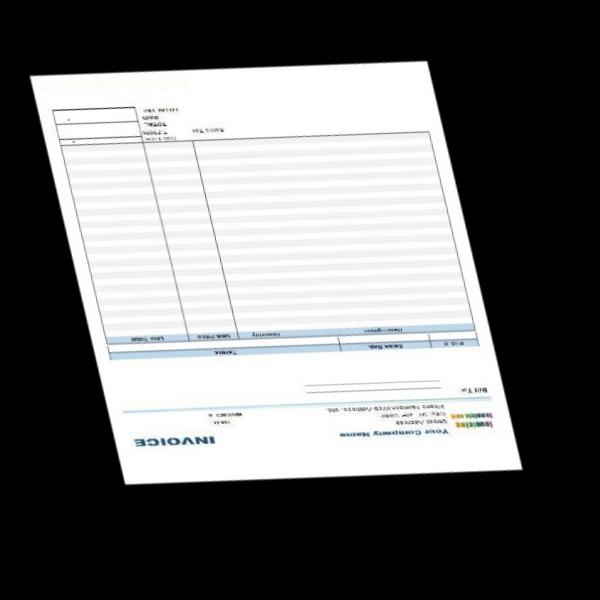 Your Company Name
INVOICE
Street Address
City, ST ZIP Code
Phone Number/Web Address, etc.
DATE
INVOICE #
Bill To:
P.O.#
Sales Rep.
Terms
Description
Quantity
Unit Price
Line Total
Sales Tax
TOTAL
PAID
TOTAL DUE